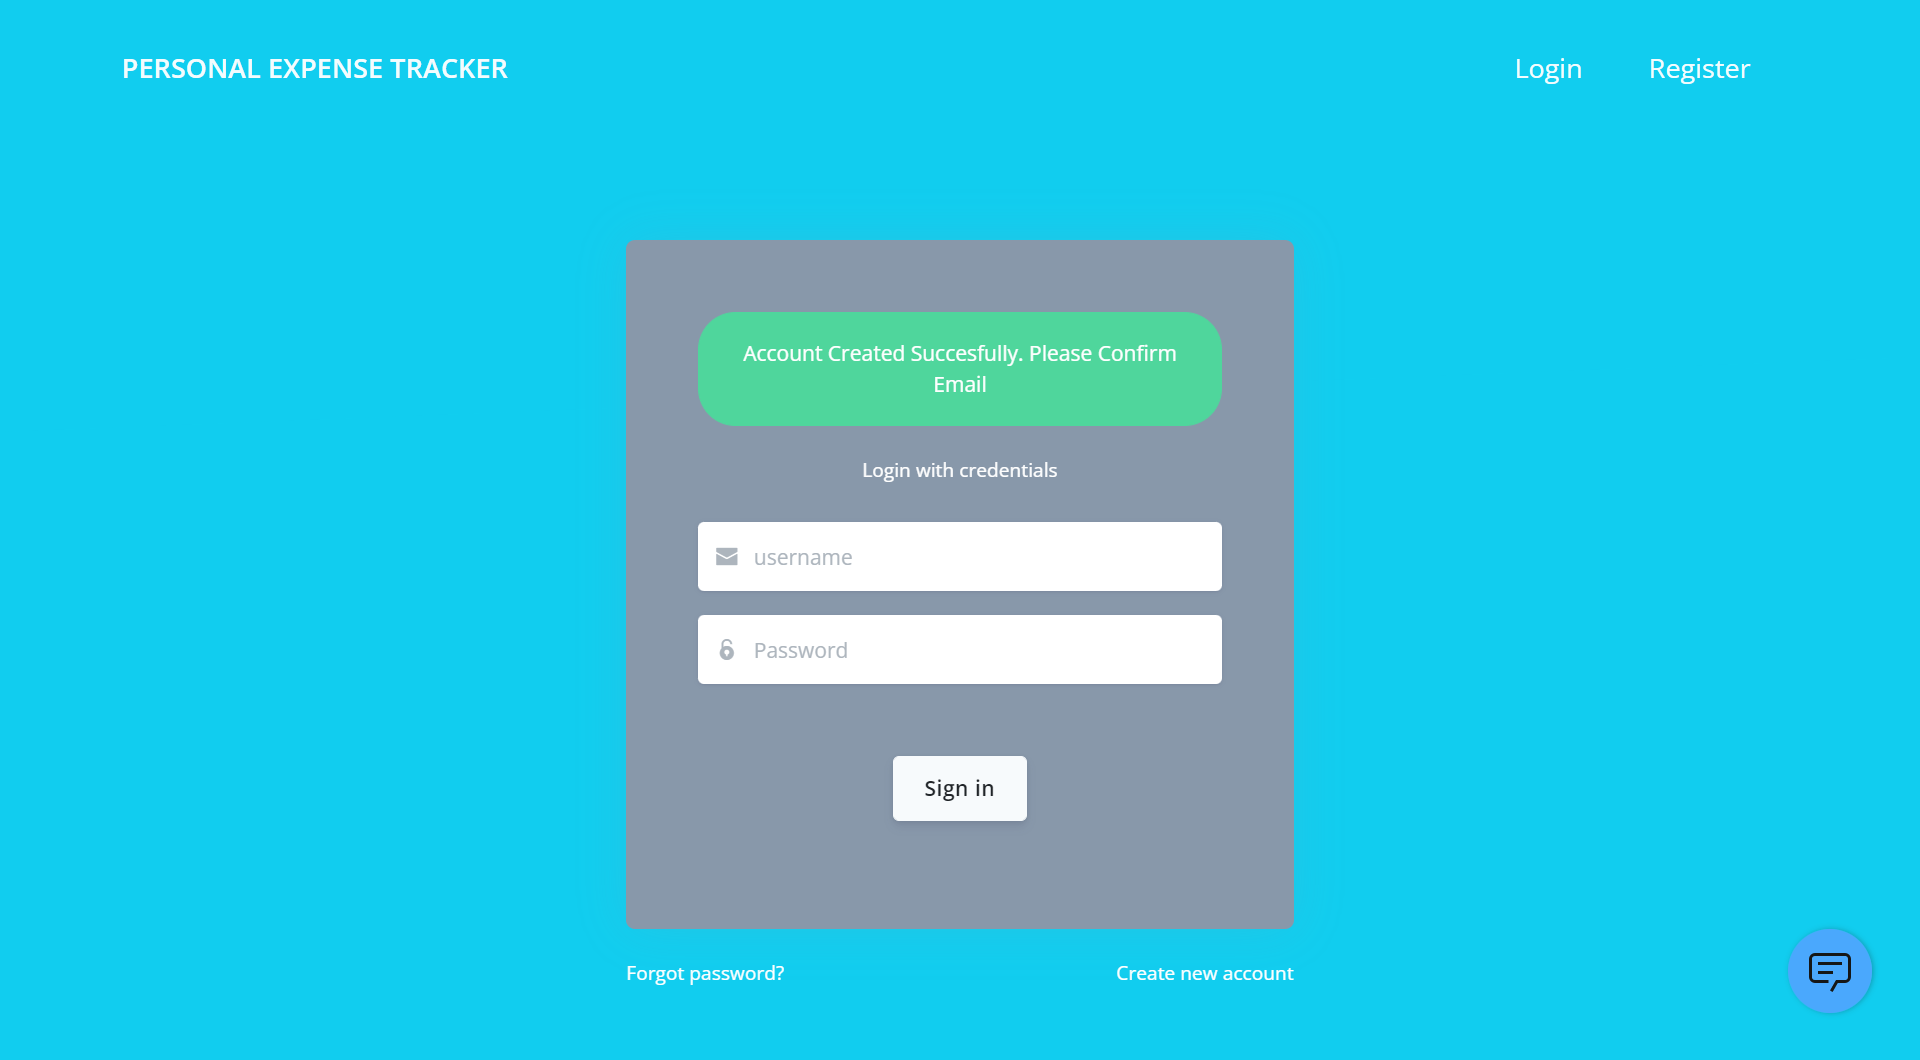 PERSONAL EXPENSE TRACKER
Login
Register
Account Created Succesfully. Please Confirm
Email
Login with credentials
username
Password
Sign in
Forgot password?
Create new account